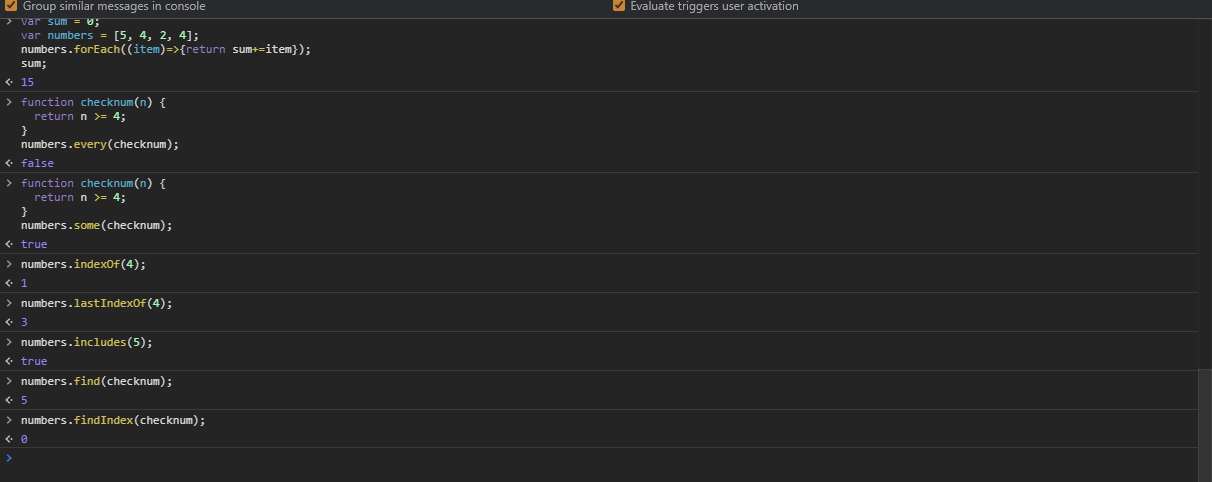 Group similar messages in console
Evaluate triggers user activation
var sum = 0;
var numbers = [5, 4, 2, 4];
numbers.forEach((item)=>{return sum+=item});
sum;
15
function checknum(n) {
  return n >= 4;
}
numbers.every(checknum);
false
function checknum(n) {
  return n >= 4;
}
numbers.some(checknum);
true
numbers.indexOf(4);
1
numbers.lastIndexOf(4);
3
numbers.includes(5);
true
numbers.find(checknum);
5
numbers.findIndex(checknum);
0